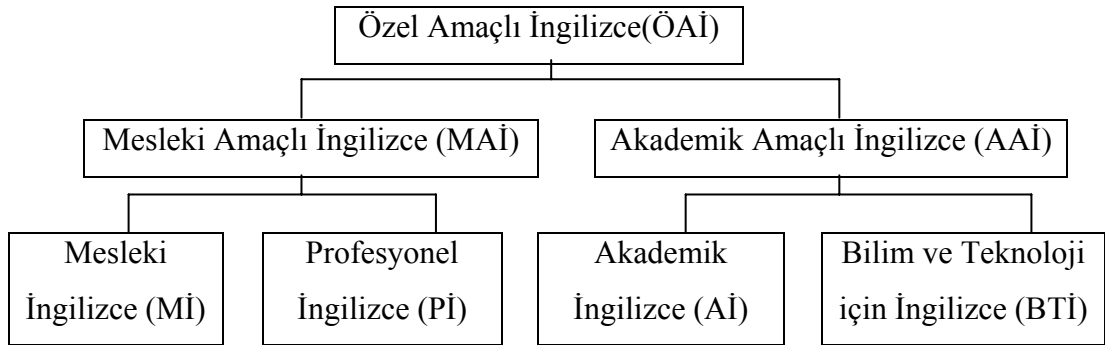 Özel Amaçlı İngilizce(ÖAİ)
Mesleki Amaçlı İngilizce (MAİ)
Akademik Amaçlı İngilizce (AAİ)
Mesleki
İngilizce (Mİ)
Profesyonel
İngilizce (Pİ)
Akademik
İngilizce (Aİ)
Bilim ve Teknoloji
için İngilizce (BTİ)